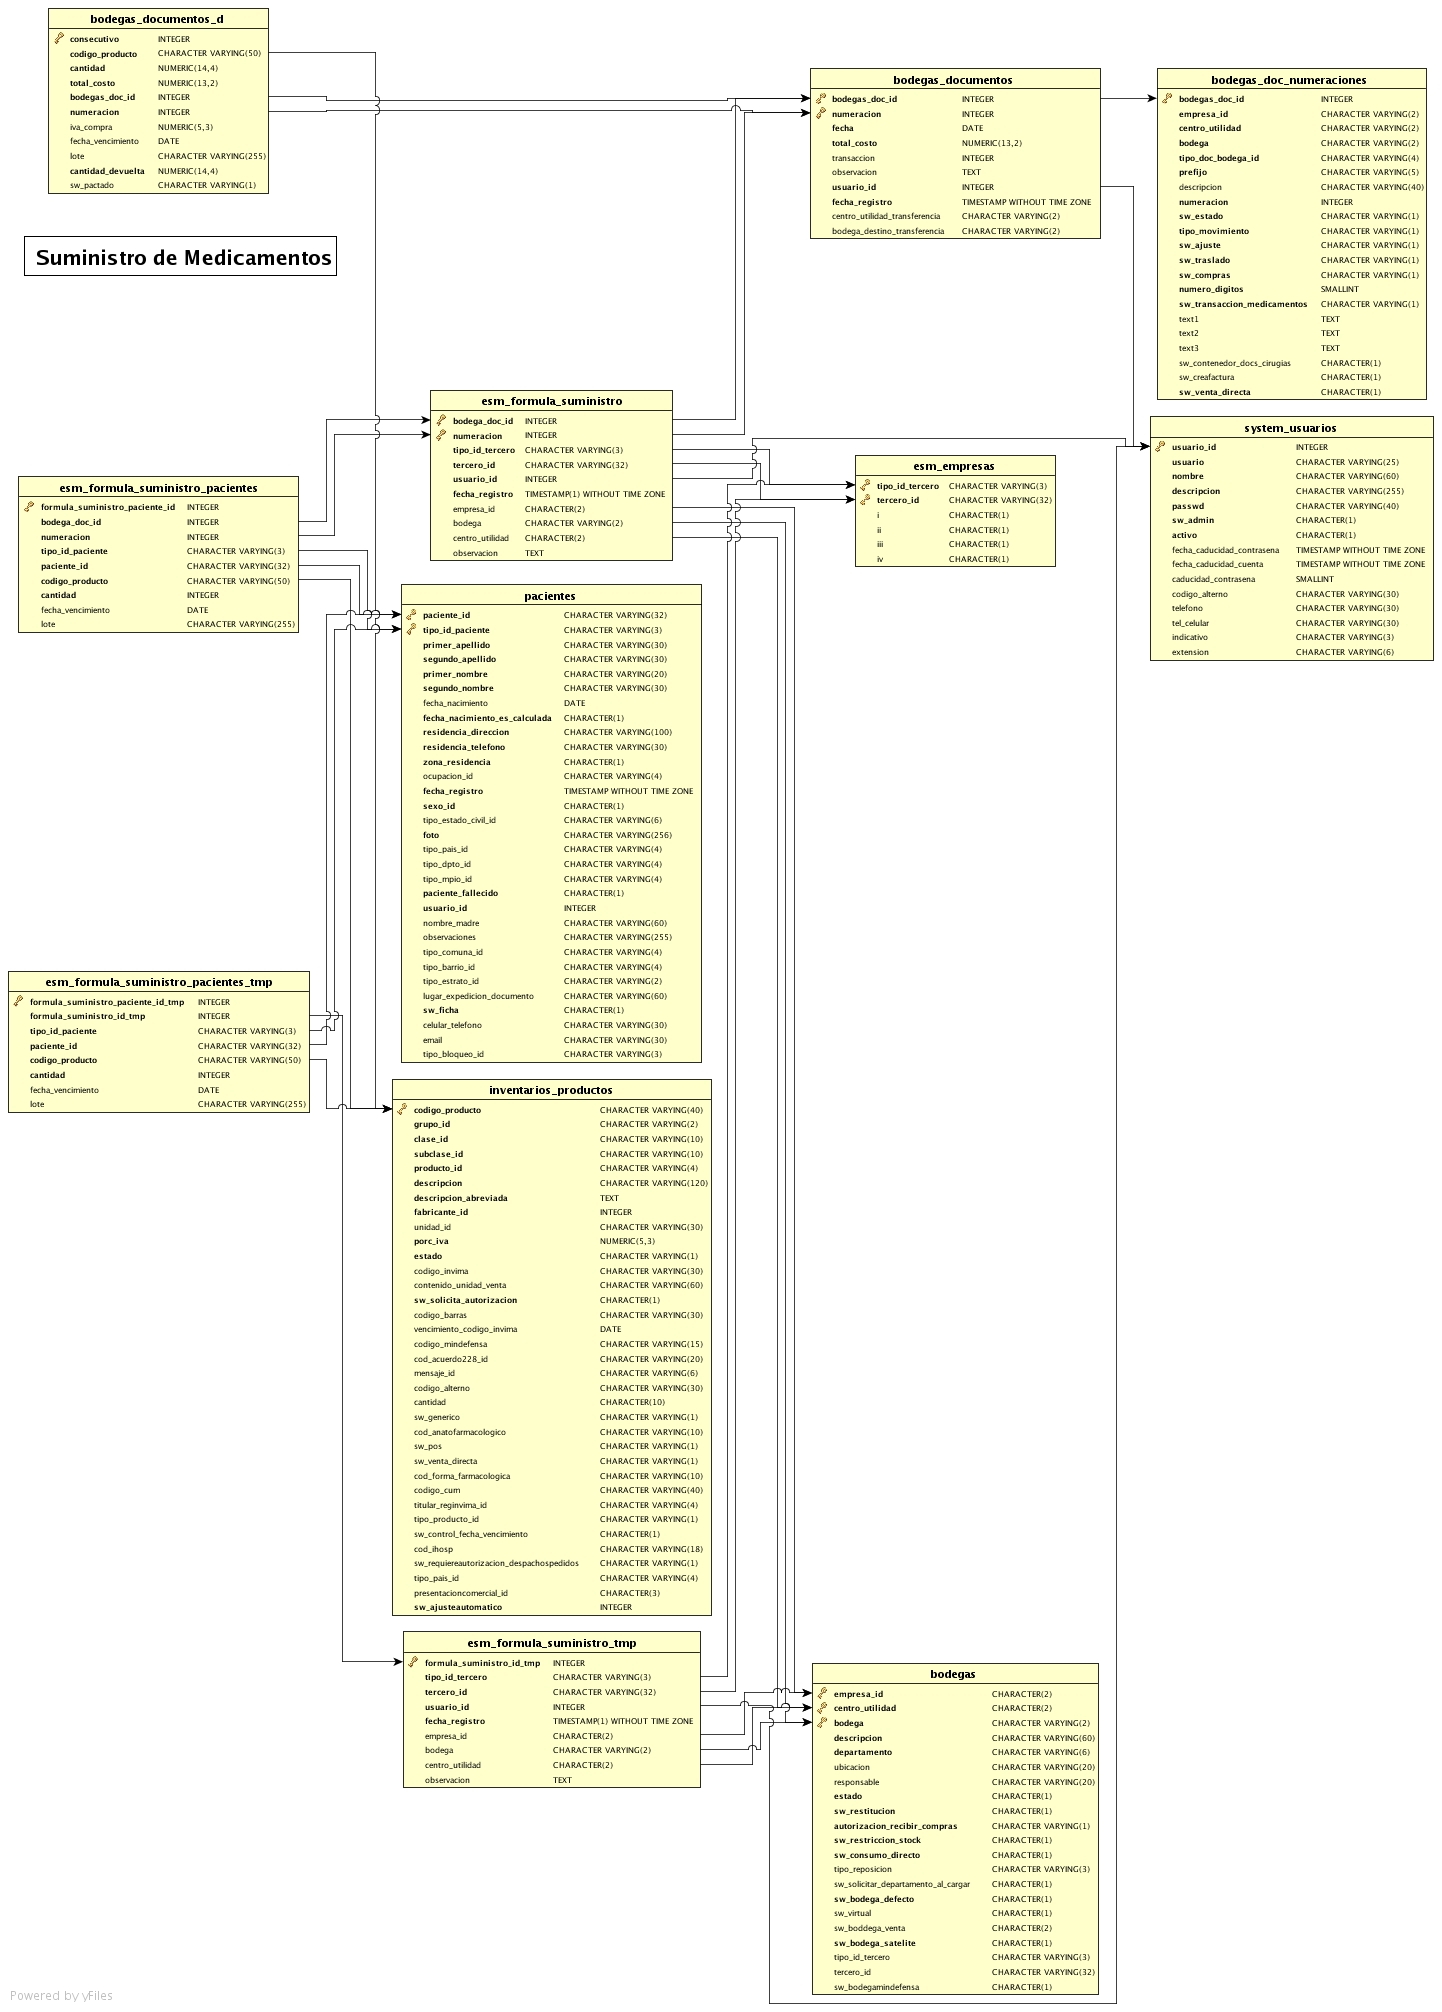 bodegas_documentos_d
consecutivo INTEGER
codigo_producto CHARACTER VARYING(50)
cantidad NUMERIC(14,4)
total_costo NUMERIC(13,2)
bodegas_doc_id INTEGER
numeracion INTEGER
iva_compra NUMERIC(5,3)
fecha_vencimiento DATE
lote CHARACTER VARYING(255)
cantidad_devuelta NUMERIC(14,4)
sw_pactado CHARACTER VARYING(1)
bodegas_documentos
bodegas_doc_id INTEGER
numeracion INTEGER
fecha DATE
total_costo NUMERIC(13,2)
transaccion INTEGER
observacion TEXT
usuario_id INTEGER
fecha_registro TIMESTAMP WITHOUT TIME ZONE
centro_utilidad_transferencia CHARACTER VARYING(2)
bodega_destino_transferencia CHARACTER VARYING(2)
bodegas_doc_numeraciones
bodegas_doc_id INTEGER
empresa_id CHARACTER VARYING(2)
centro_utilidad CHARACTER VARYING(2)
bodega CHARACTER VARYING(2)
tipo_doc_bodega_id CHARACTER VARYING(4)
prefijo CHARACTER VARYING(5)
descripcion CHARACTER VARYING(40)
numeracion INTEGER
sw_estado CHARACTER VARYING(1)
tipo_movimiento CHARACTER VARYING(1)
sw_ajuste CHARACTER VARYING(1)
sw_traslado CHARACTER VARYING(1)
sw_compras CHARACTER VARYING(1)
numero_digitos SMALLINT
sw_transaccion_medicamentos CHARACTER VARYING(1)
text1 TEXT
text2 TEXT
text3 TEXT
sw_contenedor_docs_cirugias CHARACTER(1)
sw_creafactura CHARACTER(1)
sw_venta_directa CHARACTER(1)
Suministro de Medicamentos
esm_formula_suministro
bodega_doc_id INTEGER
numeracion INTEGER
tipo_id_tercero CHARACTER VARYING(3)
tercero_id CHARACTER VARYING(32)
usuario_id INTEGER
fecha_registro TIMESTAMP(1) WITHOUT TIME ZONE
empresa_id CHARACTER(2)
bodega CHARACTER VARYING(2)
centro_utilidad CHARACTER(2)
observacion TEXT
system_usuarios
usuario_id INTEGER
usuario CHARACTER VARYING(25)
nombre CHARACTER VARYING(60)
descripcion CHARACTER VARYING(255)
passwd CHARACTER VARYING(40)
sw_admin CHARACTER(1)
activo CHARACTER(1)
fecha_caducidad_contrasena TIMESTAMP WITHOUT TIME ZONE
fecha_caducidad_cuenta TIMESTAMP WITHOUT TIME ZONE
caducidad_contrasena SMALLINT
codigo_alterno CHARACTER VARYING(30)
telefono CHARACTER VARYING(30)
tel_celular CHARACTER VARYING(30)
indicativo CHARACTER VARYING(3)
extension CHARACTER VARYING(6)
esm_empresas
tipo_id_tercero CHARACTER VARYING(3)
tercero_id CHARACTER VARYING(32)
i CHARACTER(1)
ii CHARACTER(1)
iii CHARACTER(1)
iv CHARACTER(1)
esm_formula_suministro_pacientes
formula_suministro_paciente_id INTEGER
bodega_doc_id INTEGER
numeracion INTEGER
tipo_id_paciente CHARACTER VARYING(3)
paciente_id CHARACTER VARYING(32)
codigo_producto CHARACTER VARYING(50)
cantidad INTEGER
fecha_vencimiento DATE
lote CHARACTER VARYING(255)
pacientes
paciente_id CHARACTER VARYING(32)
tipo_id_paciente CHARACTER VARYING(3)
primer_apellido CHARACTER VARYING(30)
segundo_apellido CHARACTER VARYING(30)
primer_nombre CHARACTER VARYING(20)
segundo_nombre CHARACTER VARYING(30)
fecha_nacimiento DATE
fecha_nacimiento_es_calculada CHARACTER(1)
residencia_direccion CHARACTER VARYING(100)
residencia_telefono CHARACTER VARYING(30)
zona_residencia CHARACTER(1)
ocupacion_id CHARACTER VARYING(4)
fecha_registro TIMESTAMP WITHOUT TIME ZONE
sexo_id CHARACTER(1)
tipo_estado_civil_id CHARACTER VARYING(6)
foto CHARACTER VARYING(256)
tipo_pais_id CHARACTER VARYING(4)
tipo_dpto_id CHARACTER VARYING(4)
tipo_mpio_id CHARACTER VARYING(4)
paciente_fallecido CHARACTER(1)
usuario_id INTEGER
nombre_madre CHARACTER VARYING(60)
observaciones CHARACTER VARYING(255)
tipo_comuna_id CHARACTER VARYING(4)
tipo_barrio_id CHARACTER VARYING(4)
tipo_estrato_id CHARACTER VARYING(2)
lugar_expedicion_documento CHARACTER VARYING(60)
sw_ficha CHARACTER(1)
celular_telefono CHARACTER VARYING(30)
email CHARACTER VARYING(30)
tipo_bloqueo_id CHARACTER VARYING(3)
esm_formula_suministro_pacientes_tmp
formula_suministro_paciente_id_tmp INTEGER
formula_suministro_id_tmp INTEGER
tipo_id_paciente CHARACTER VARYING(3)
paciente_id CHARACTER VARYING(32)
codigo_producto CHARACTER VARYING(50)
cantidad INTEGER
fecha_vencimiento DATE
lote CHARACTER VARYING(255)
inventarios_productos
codigo_producto CHARACTER VARYING(40)
grupo_id CHARACTER VARYING(2)
clase_id CHARACTER VARYING(10)
subclase_id CHARACTER VARYING(10)
producto_id CHARACTER VARYING(4)
descripcion CHARACTER VARYING(120)
descripcion_abreviada TEXT
fabricante_id INTEGER
unidad_id CHARACTER VARYING(30)
porc_iva NUMERIC(5,3)
estado CHARACTER VARYING(1)
codigo_invima CHARACTER VARYING(30)
contenido_unidad_venta CHARACTER VARYING(60)
sw_solicita_autorizacion CHARACTER(1)
codigo_barras CHARACTER VARYING(30)
vencimiento_codigo_invima DATE
codigo_mindefensa CHARACTER VARYING(15)
cod_acuerdo228_id CHARACTER VARYING(20)
mensaje_id CHARACTER VARYING(6)
codigo_alterno CHARACTER VARYING(30)
cantidad CHARACTER(10)
sw_generico CHARACTER VARYING(1)
cod_anatofarmacologico CHARACTER VARYING(10)
sw_pos CHARACTER VARYING(1)
sw_venta_directa CHARACTER VARYING(1)
cod_forma_farmacologica CHARACTER VARYING(10)
codigo_cum CHARACTER VARYING(40)
titular_reginvima_id CHARACTER VARYING(4)
tipo_producto_id CHARACTER VARYING(1)
sw_control_fecha_vencimiento CHARACTER(1)
cod_ihosp CHARACTER VARYING(18)
sw_requiereautorizacion_despachospedidos CHARACTER VARYING(1)
tipo_pais_id CHARACTER VARYING(4)
presentacioncomercial_id CHARACTER(3)
sw_ajusteautomatico INTEGER
esm_formula_suministro_tmp
formula_suministro_id_tmp INTEGER
tipo_id_tercero CHARACTER VARYING(3)
tercero_id CHARACTER VARYING(32)
usuario_id INTEGER
fecha_registro TIMESTAMP(1) WITHOUT TIME ZONE
empresa_id CHARACTER(2)
bodega CHARACTER VARYING(2)
centro_utilidad CHARACTER(2)
observacion TEXT
bodegas
empresa_id CHARACTER(2)
centro_utilidad CHARACTER(2)
bodega CHARACTER VARYING(2)
descripcion CHARACTER VARYING(60)
departamento CHARACTER VARYING(6)
ubicacion CHARACTER VARYING(20)
responsable CHARACTER VARYING(20)
estado CHARACTER(1)
sw_restitucion CHARACTER(1)
autorizacion_recibir_compras CHARACTER VARYING(1)
sw_restriccion_stock CHARACTER(1)
sw_consumo_directo CHARACTER(1)
tipo_reposicion CHARACTER VARYING(3)
sw_solicitar_departamento_al_cargar CHARACTER(1)
sw_bodega_defecto CHARACTER(1)
sw_virtual CHARACTER(1)
sw_boddega_venta CHARACTER(2)
sw_bodega_satelite CHARACTER(1)
tipo_id_tercero CHARACTER VARYING(3)
tercero_id CHARACTER VARYING(32)
sw_bodegamindefensa CHARACTER(1)
Powered by yFiles